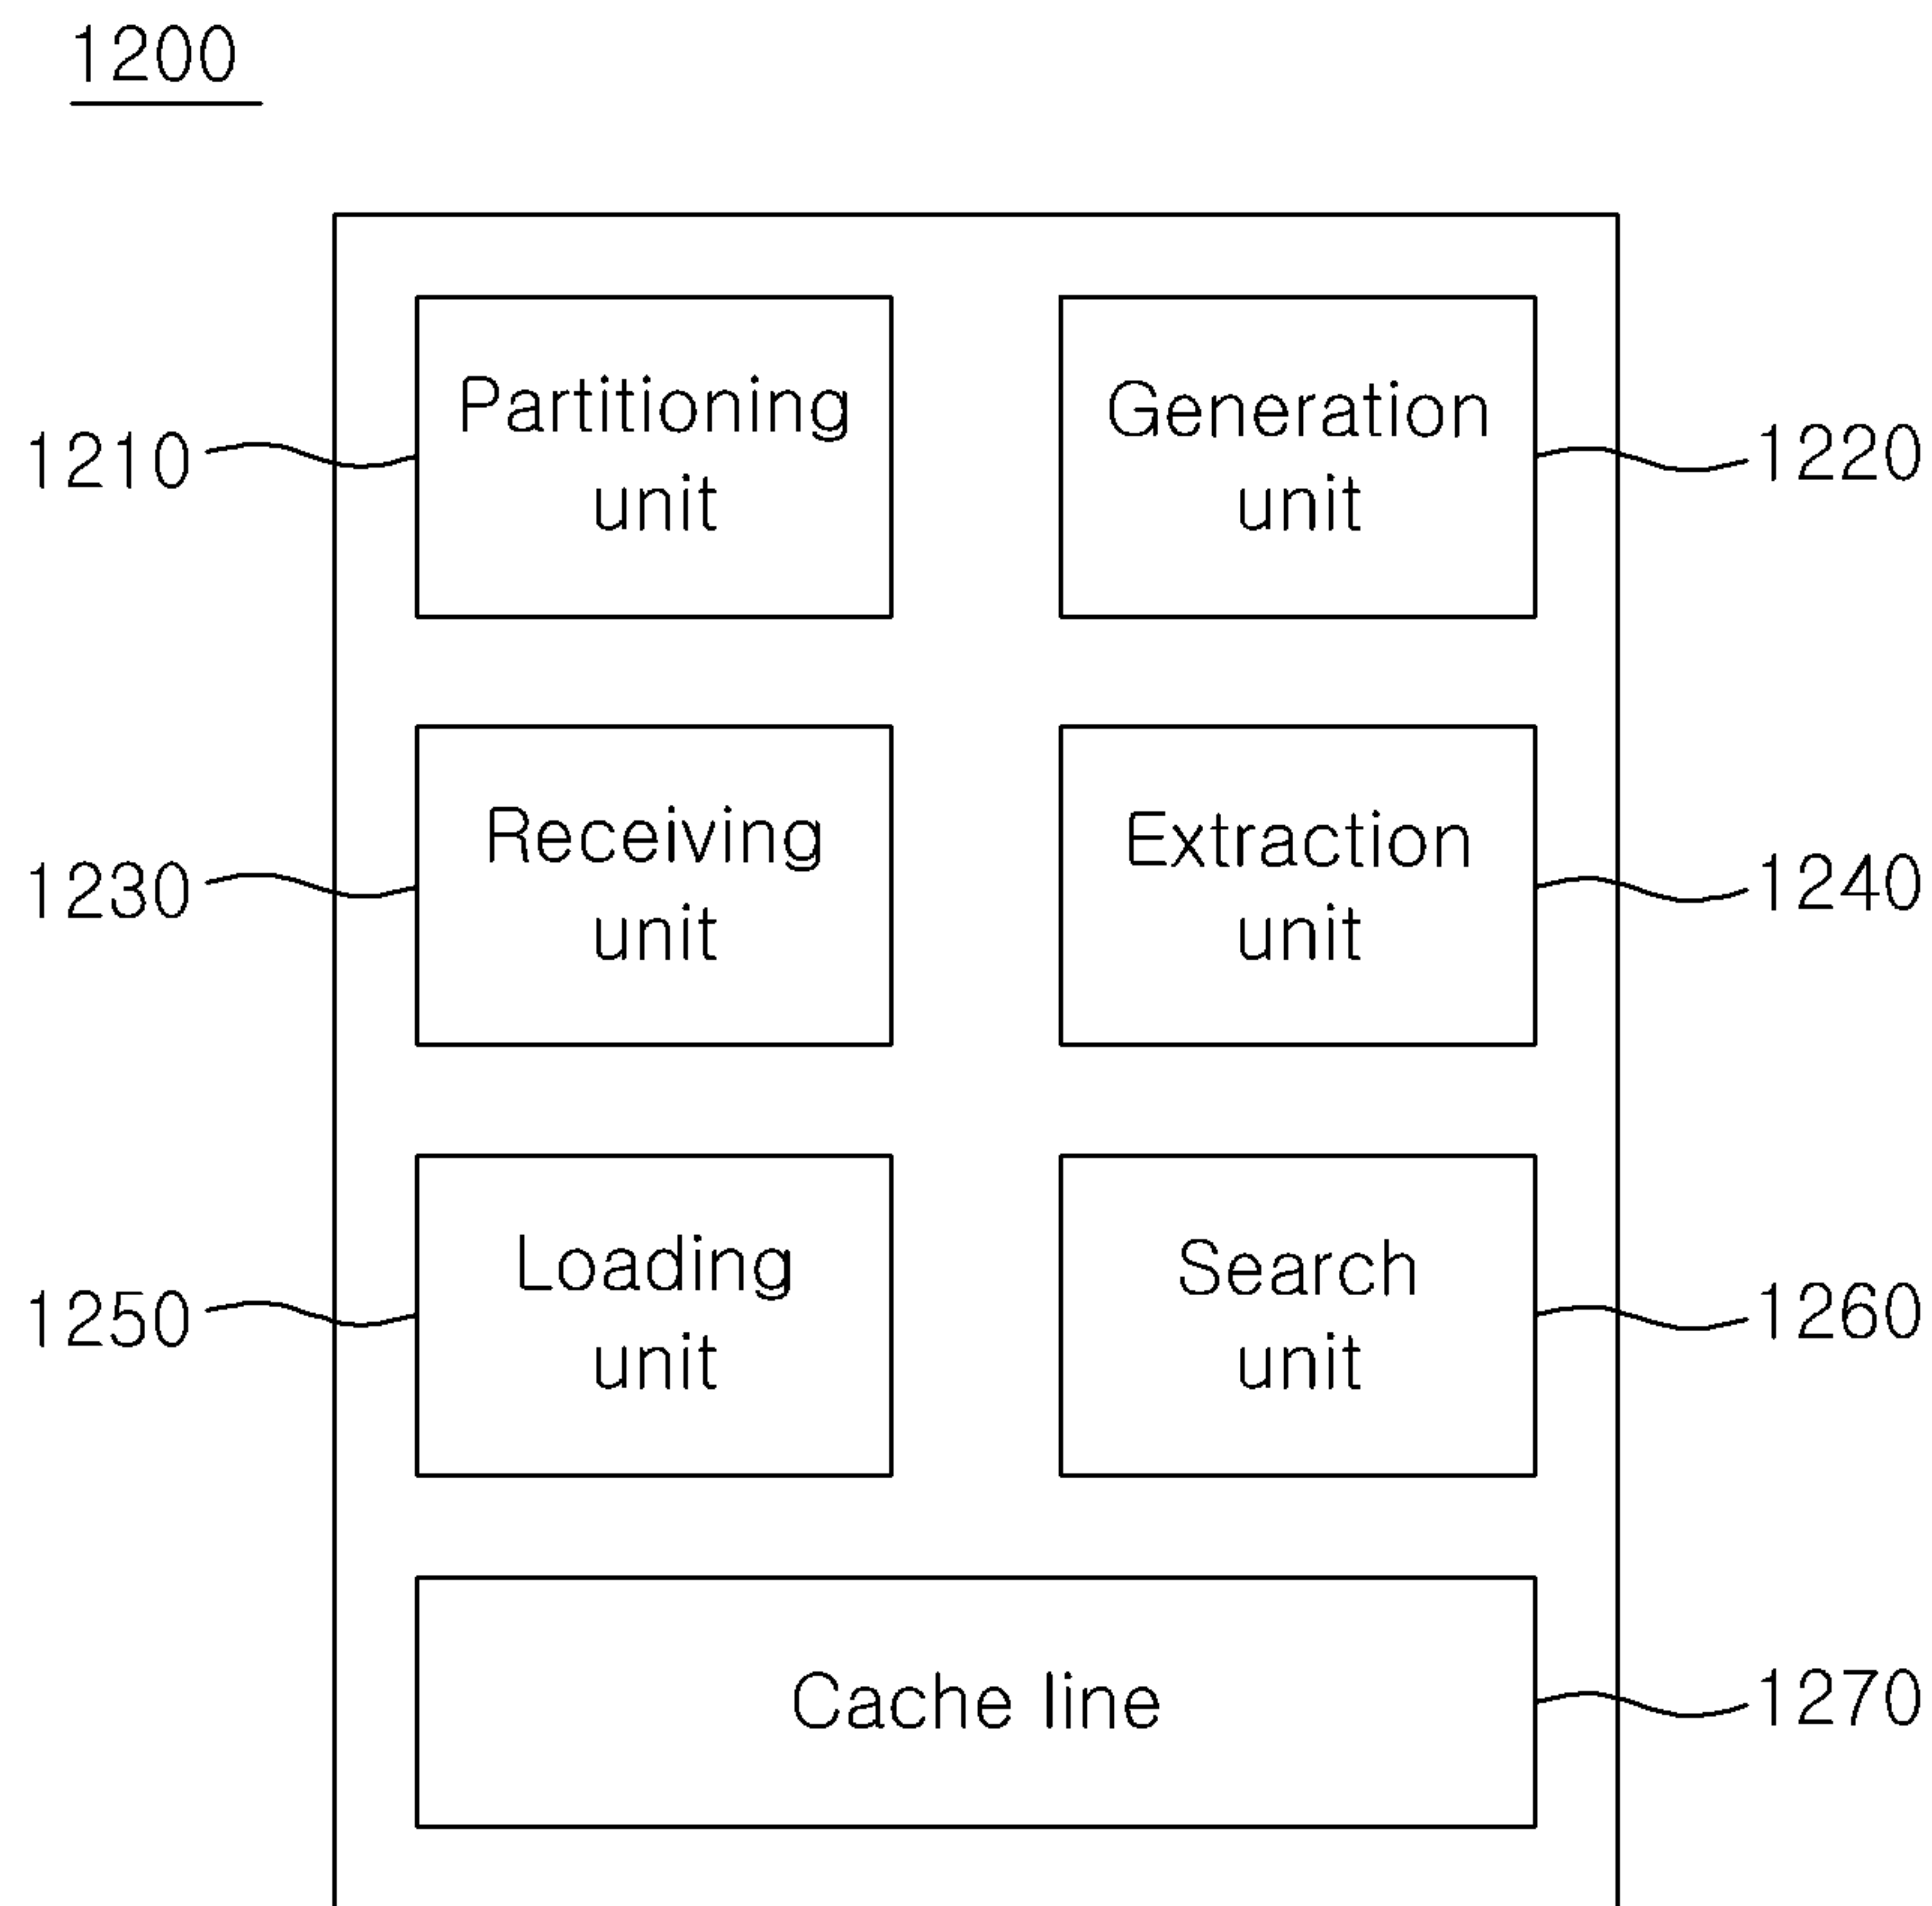 1200
Partitioning
unit
1210
Generation
unit
1220
Receiving
unit
1230
Extraction
unit
1240
Loading
unit
1250
Search
unit
1260
Cache line
1270